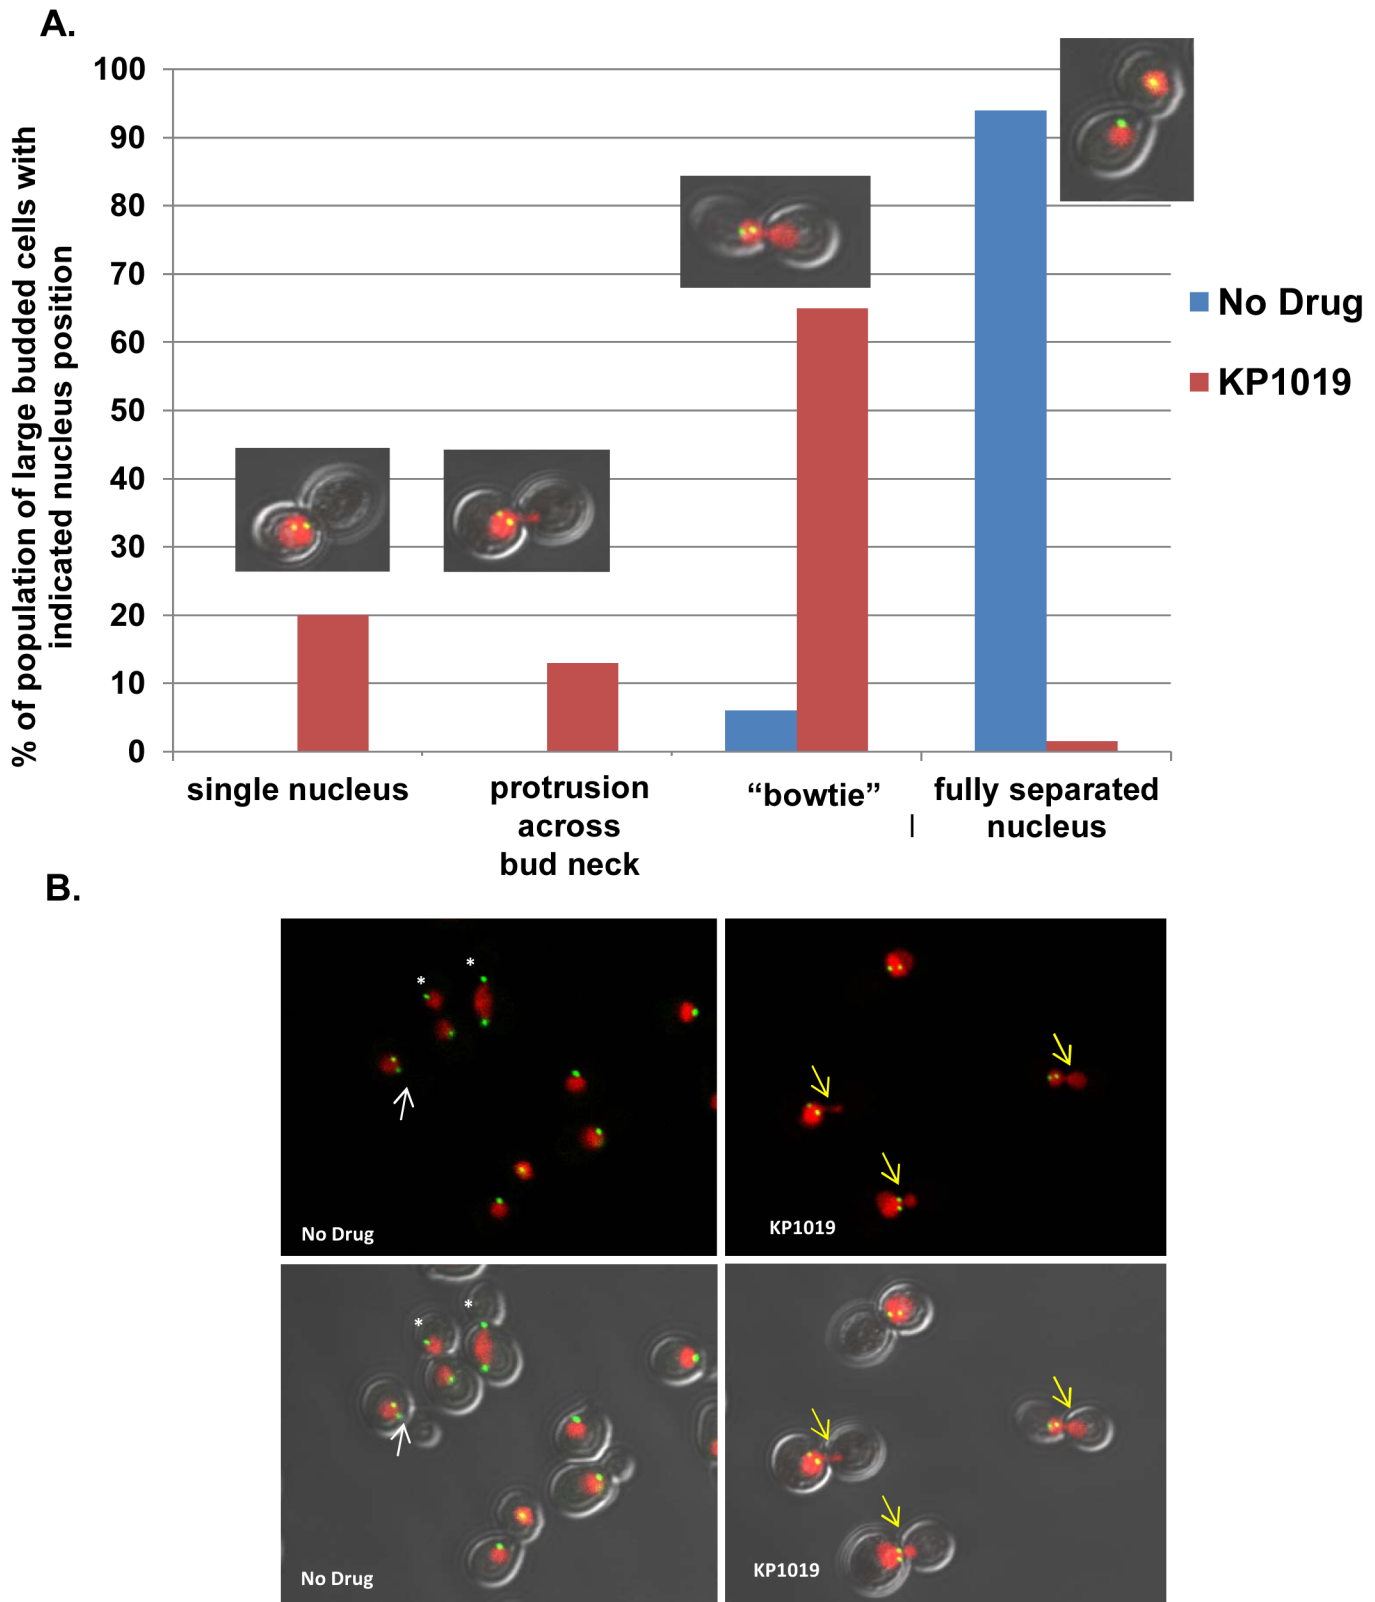 A.
% of population of large budded cells with
indicated nucleus position
100
90
80
70
60
50
40
30
20
10
0
single nucleus
protrusion
across
bud neck
“bowtie”
fully separated
nucleus
No Drug
KP1019
B.
*
*
No Drug
KP1019
*
*
No Drug
KP1019